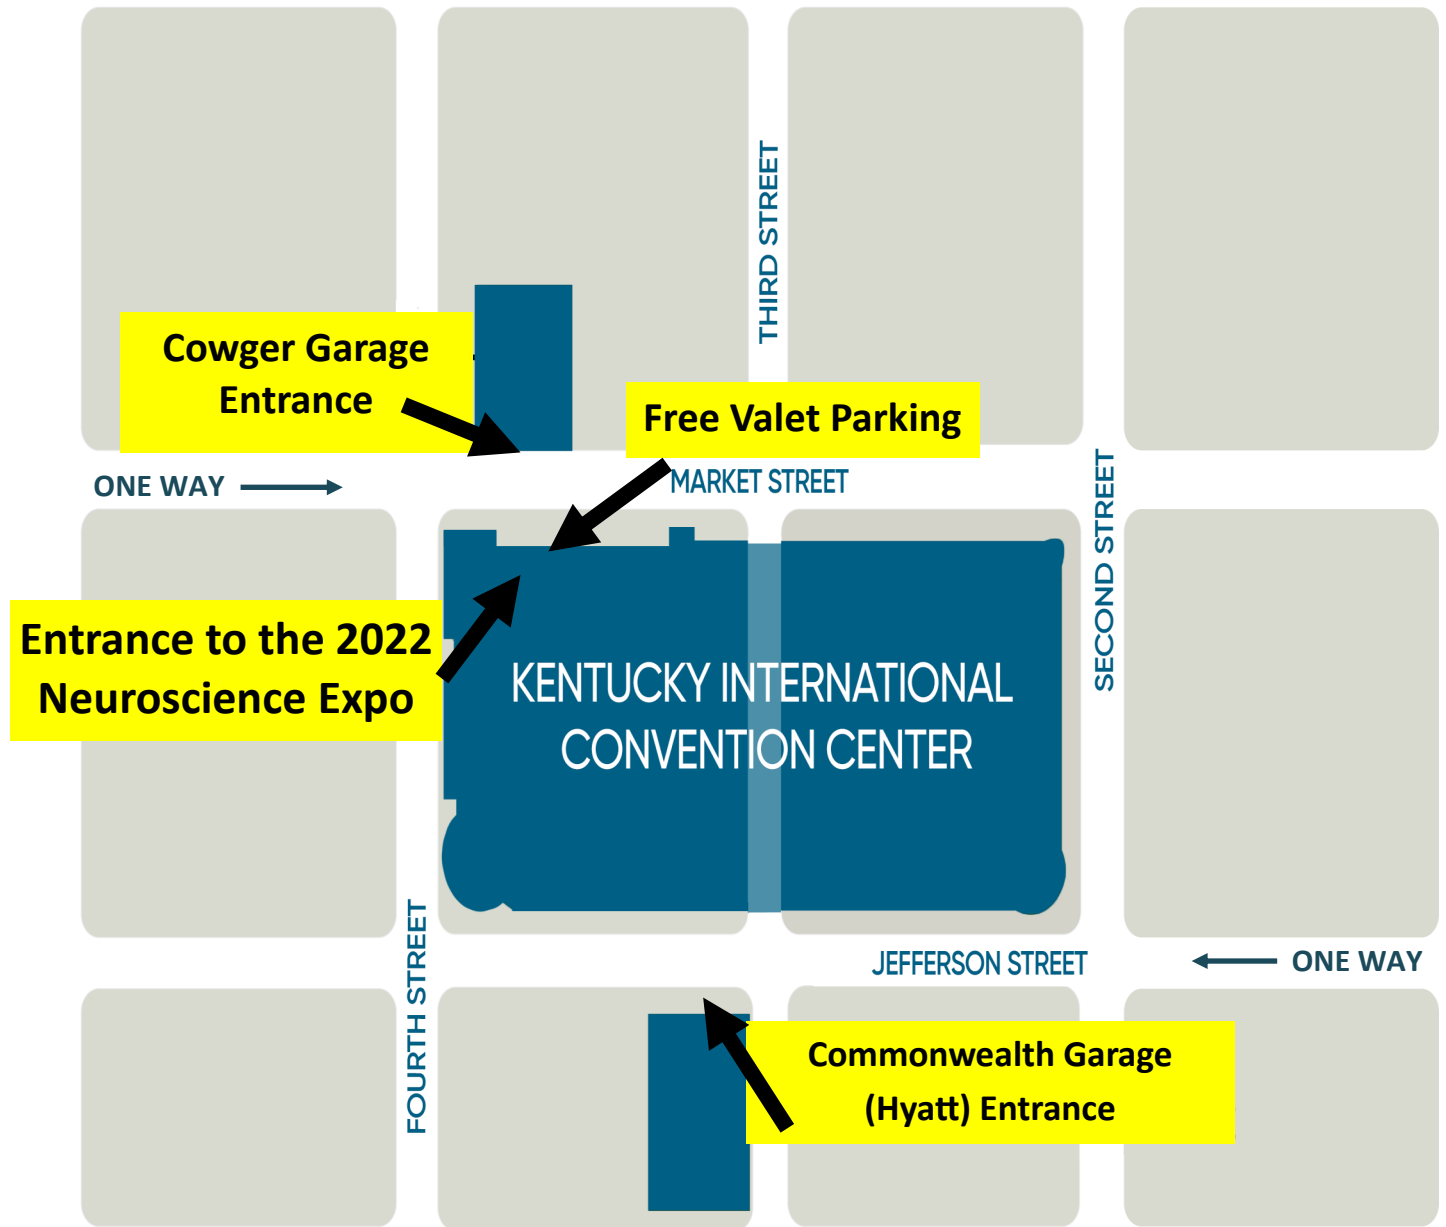 THIRD STREET
Cowger Garage
Entrance
Free Valet Parking
ONE WAY
MARKET STREET
SECOND STREET
Entrance to the 2022
Neuroscience Expo
KENTUCKY INTERNATIONAL
CONVENTION CENTER
FOURTH STREET
JEFFERSON STREET
ONE WAY
Commonwealth Garage
(Hyatt) Entrance